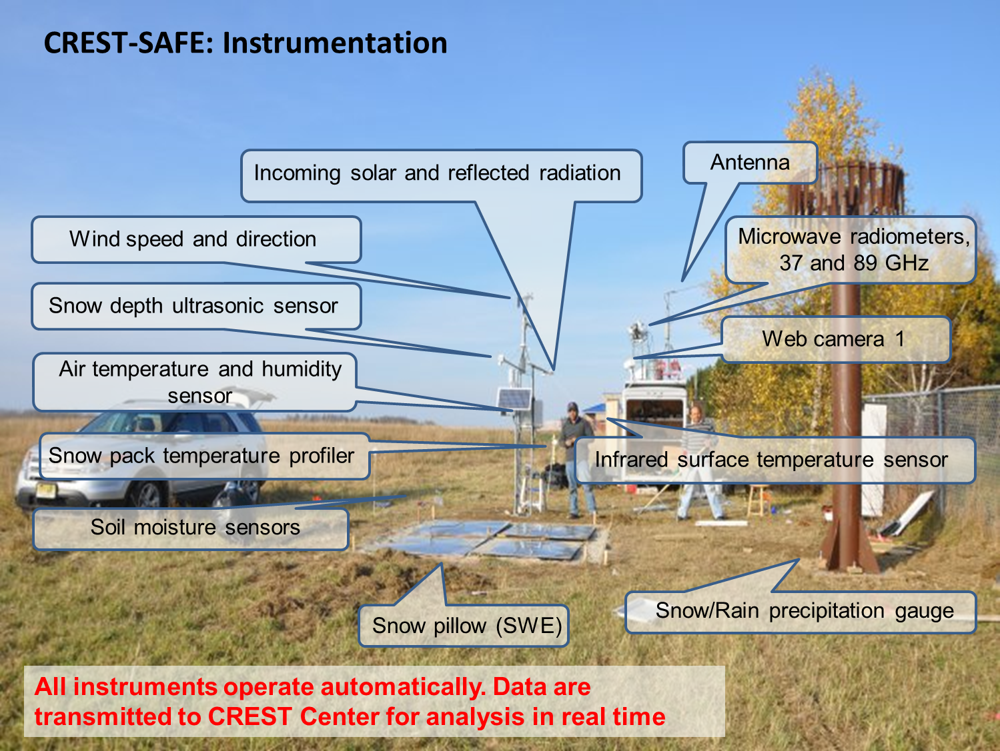 CREST-SAFE: Instrumentation
Incoming solar and reflected radiation
Antenna
Wind speed and direction
Microwave radiometers,
37 and 89 GHz
Snow depth ultrasonic sensor
Web camera 1
Air temperature and humidity
sensor
Snow pack temperature profiler
Infrared surface temperature sensor
Soil moisture sensors
Snow/Rain precipitation gauge
Snow pillow (SWE)
All instruments operate automatically. Data are
transmitted to CREST Center for analysis in real time